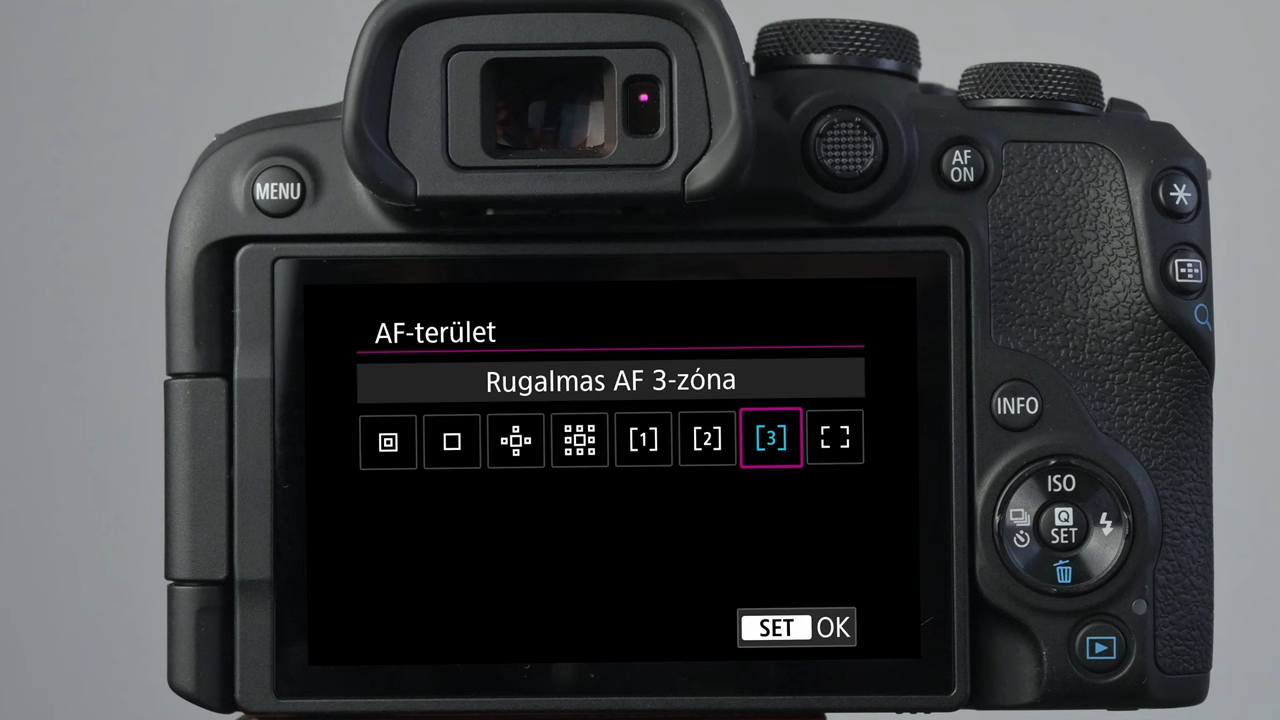 MENU
AF
ON
AF-terület
Rugalmas AF 3-zóna
[1] [2] [3]
SET OK
INFO
ISO
Q
SET